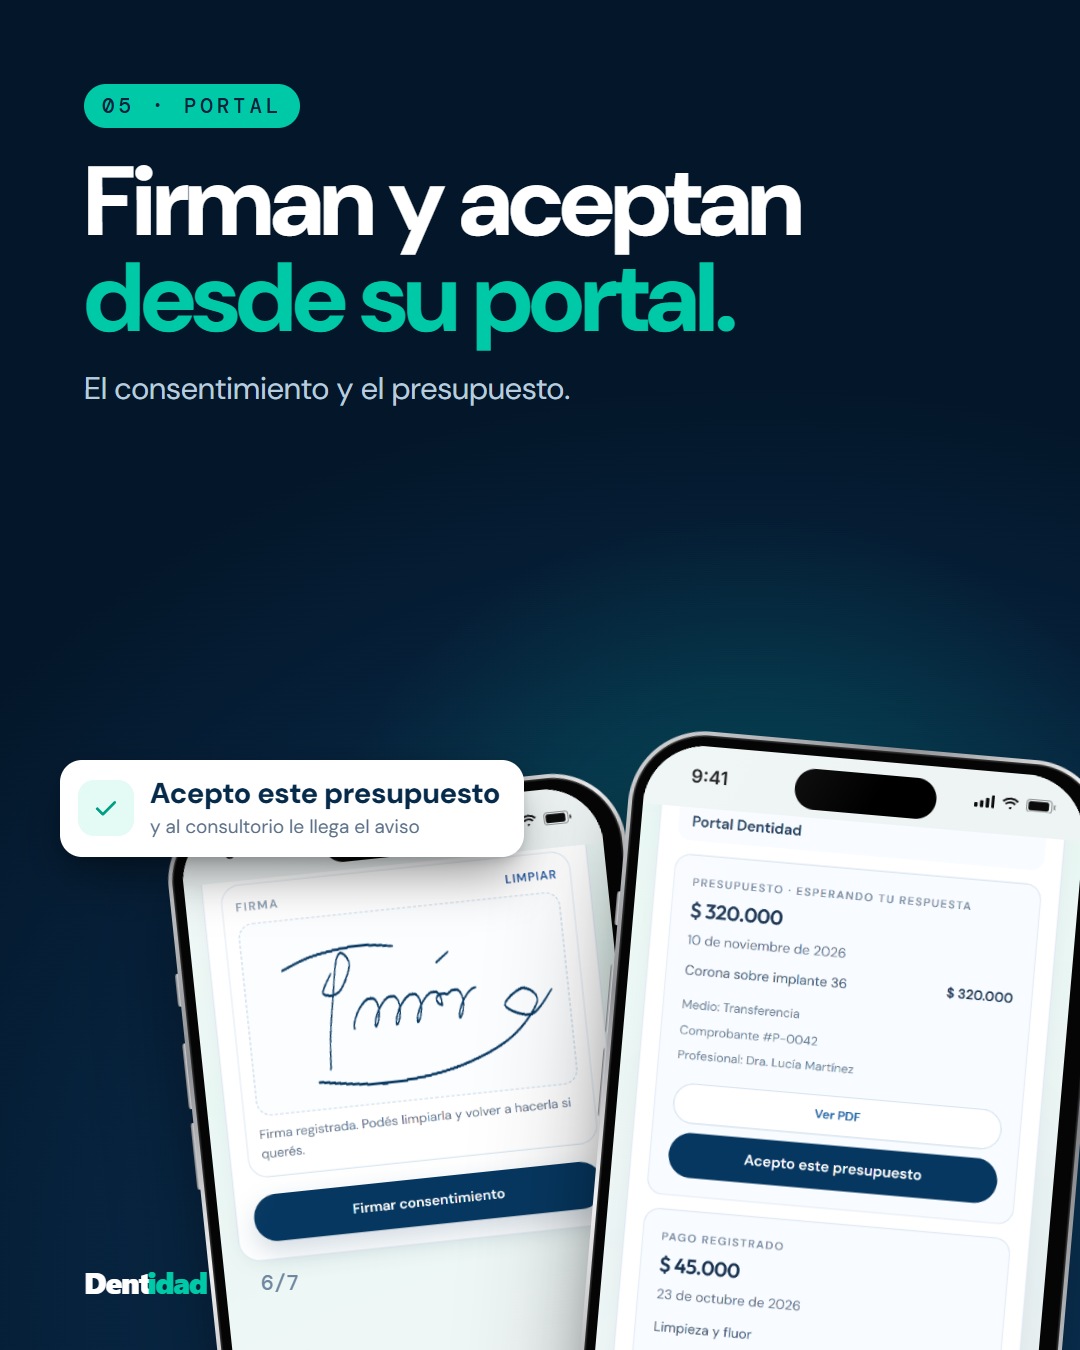 05 · PORTAL
Firman y aceptan
desde su portal.
El consentimiento y el presupuesto.
Acepto este presupuesto
y al consultorio le llega el aviso
FIRMA
LIMPIAR
Firma registrada. Podés limpiarla y volver a hacerla si
querés.
Firmar consentimiento
9:41
Portal Dentidad
PRESUPUESTO · ESPERANDO TU RESPUESTA
$ 320.000
10 de noviembre de 2026
Corona sobre implante 36
$ 320.000
Medio: Transferencia
Comprobante #P-0042
Profesional: Dra. Lucía Martínez
Ver PDF
Acepto este presupuesto
PAGO REGISTRADO
$ 45.000
23 de octubre de 2026
Limpieza y fluor
Dentidad
6/7